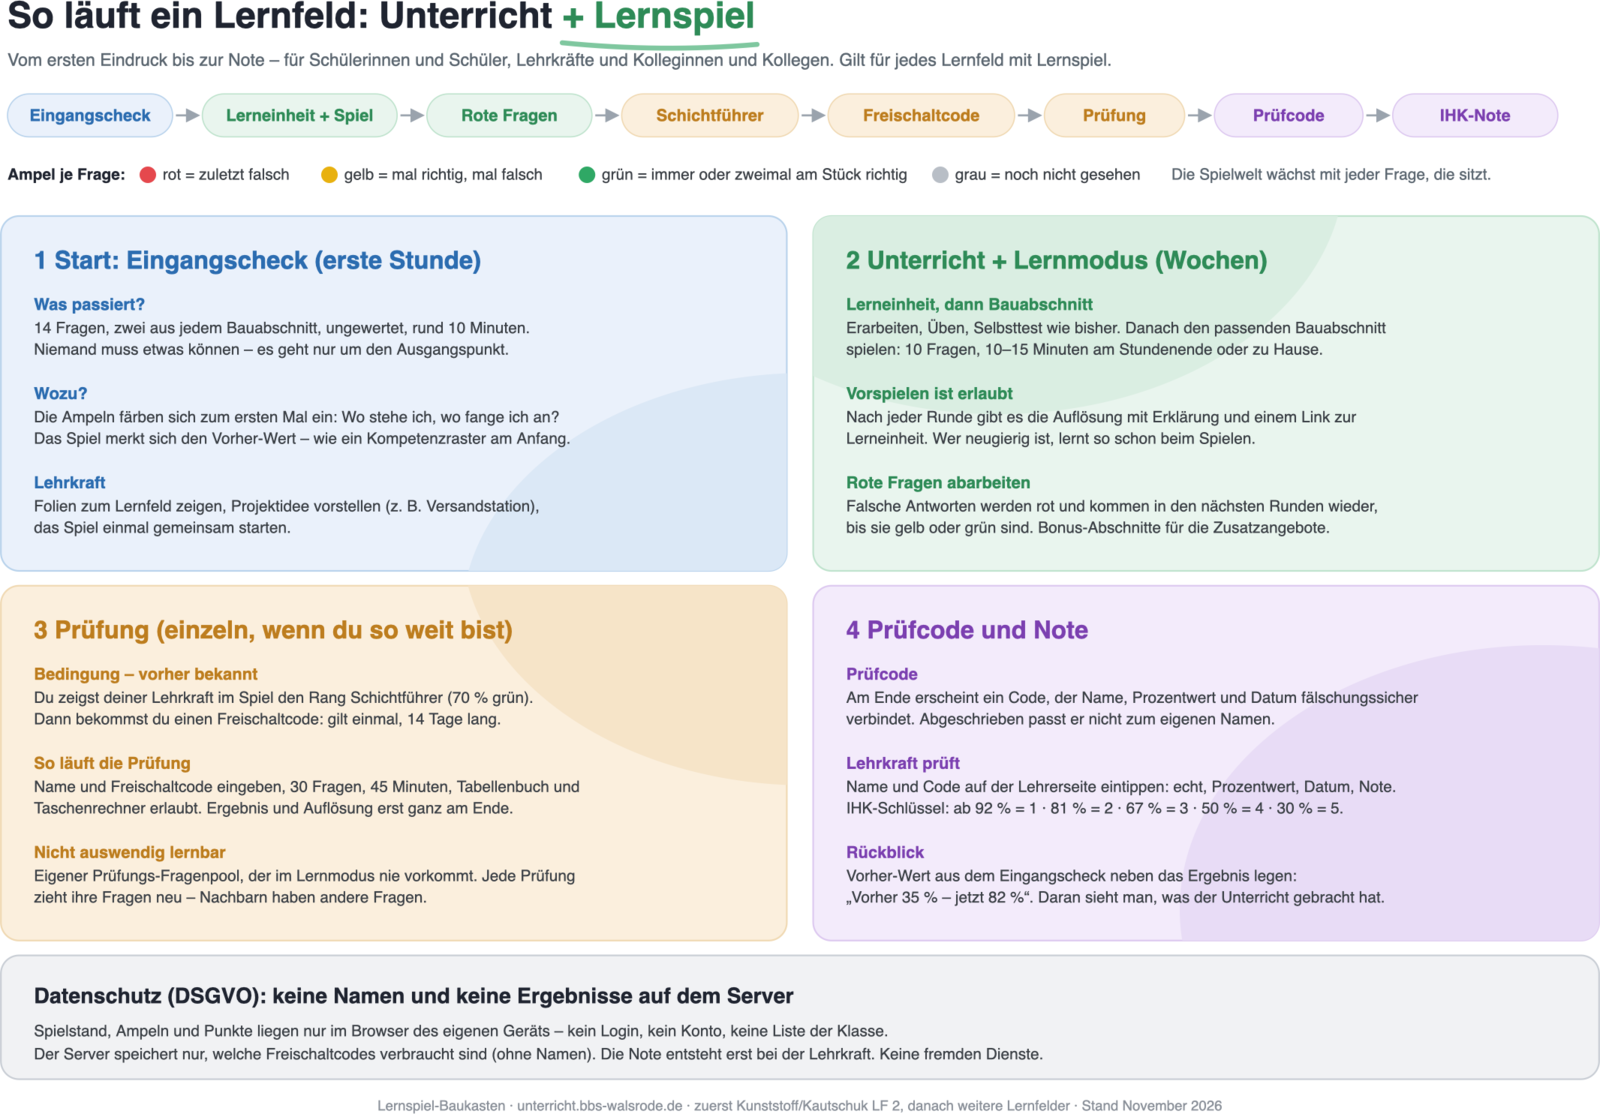 So läuft ein Lernfeld: Unterricht + Lernspiel
Vom ersten Eindruck bis zur Note – für Schülerinnen und Schüler, Lehrkräfte und Kolleginnen und Kollegen. Gilt für jedes Lernfeld mit Lernspiel.
Eingangscheck
Lerneinheit + Spiel
Rote Fragen
Schichtführer
Freischaltcode
Prüfung
Prüfcode
IHK-Note
Ampel je Frage: rot = zuletzt falsch gelb = mal richtig, mal falsch grün = immer oder zweimal am Stück richtig grau = noch nicht gesehen Die Spielwelt wächst mit jeder Frage, die sitzt.
1 Start: Eingangscheck (erste Stunde)
Was passiert?
14 Fragen, zwei aus jedem Bauabschnitt, ungewertet, rund 10 Minuten.
Niemand muss etwas können – es geht nur um den Ausgangspunkt.
Wozu?
Die Ampeln färben sich zum ersten Mal ein: Wo stehe ich, wo fange ich an?
Das Spiel merkt sich den Vorher-Wert – wie ein Kompetenzraster am Anfang.
Lehrkraft
Folien zum Lernfeld zeigen, Projektidee vorstellen (z. B. Versandstation),
das Spiel einmal gemeinsam starten.
2 Unterricht + Lernmodus (Wochen)
Lerneinheit, dann Bauabschnitt
Erarbeiten, Üben, Selbsttest wie bisher. Danach den passenden Bauabschnitt
spielen: 10 Fragen, 10–15 Minuten am Stundenende oder zu Hause.
Vorspielen ist erlaubt
Nach jeder Runde gibt es die Auflösung mit Erklärung und einem Link zur
Lerneinheit. Wer neugierig ist, lernt so schon beim Spielen.
Rote Fragen abarbeiten
Falsche Antworten werden rot und kommen in den nächsten Runden wieder,
bis sie gelb oder grün sind. Bonus-Abschnitte für die Zusatzangebote.
3 Prüfung (einzeln, wenn du so weit bist)
Bedingung – vorher bekannt
Du zeigst deiner Lehrkraft im Spiel den Rang Schichtführer (70 % grün).
Dann bekommst du einen Freischaltcode: gilt einmal, 14 Tage lang.
So läuft die Prüfung
Name und Freischaltcode eingeben, 30 Fragen, 45 Minuten, Tabellenbuch und
Taschenrechner erlaubt. Ergebnis und Auflösung erst ganz am Ende.
Nicht auswendig lernbar
Eigener Prüfungs-Fragenpool, der im Lernmodus nie vorkommt. Jede Prüfung
zieht ihre Fragen neu – Nachbarn haben andere Fragen.
4 Prüfcode und Note
Prüfcode
Am Ende erscheint ein Code, der Name, Prozentwert und Datum fälschungssicher
verbindet. Abgeschrieben passt er nicht zum eigenen Namen.
Lehrkraft prüft
Name und Code auf der Lehrerseite eintippen: echt, Prozentwert, Datum, Note.
IHK-Schlüssel: ab 92 % = 1 · 81 % = 2 · 67 % = 3 · 50 % = 4 · 30 % = 5.
Rückblick
Vorher-Wert aus dem Eingangscheck neben das Ergebnis legen:
„Vorher 35 % – jetzt 82 %“. Daran sieht man, was der Unterricht gebracht hat.
Datenschutz (DSGVO): keine Namen und keine Ergebnisse auf dem Server
Spielstand, Ampeln und Punkte liegen nur im Browser des eigenen Geräts – kein Login, kein Konto, keine Liste der Klasse.
Der Server speichert nur, welche Freischaltcodes verbraucht sind (ohne Namen). Die Note entsteht erst bei der Lehrkraft. Keine fremden Dienste.
Lernspiel-Baukasten · unterricht.bbs-walsrode.de · zuerst Kunststoff/Kautschuk LF 2, danach weitere Lernfelder · Stand November 2026